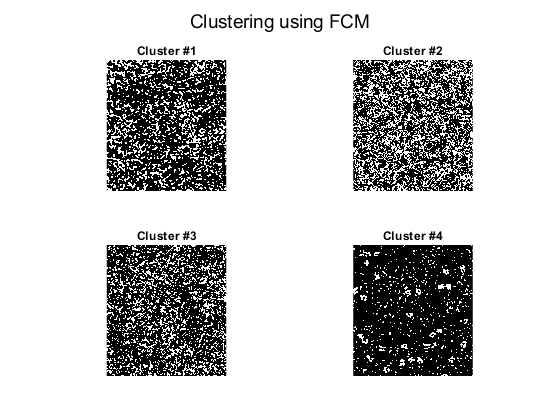 Clustering using FCM
Cluster #1
Cluster #2
Cluster #3
Cluster #4